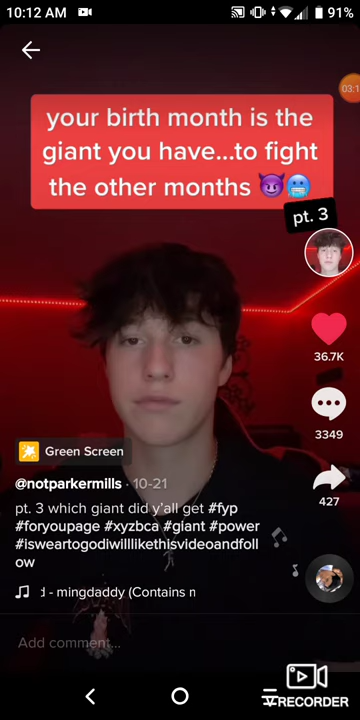 10:12 AM
91%
03:1
your birth month is the
giant you have...to fight
the other months 😈🥶
pt. 3
36.7K
3349
427
Green Screen
@notparkermills · 10-21
pt. 3 which giant did y'all get #fyp
#foryoupage #xyzbca #giant #power
#isweartogodiwilllikethisvideoandfoll
ow
d - mingdaddy (Contains n
Add comment...
RECORDER